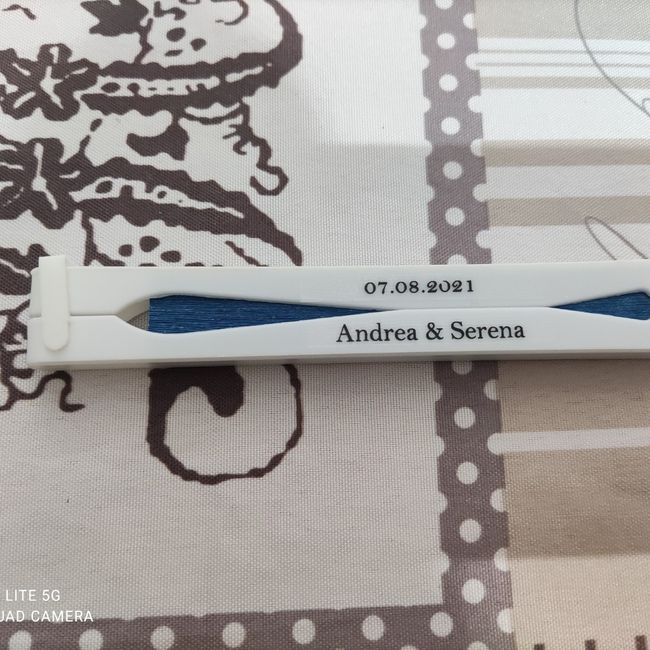 07.08.2021
Andrea & Serena
LITE 5G
UAD CAMERA